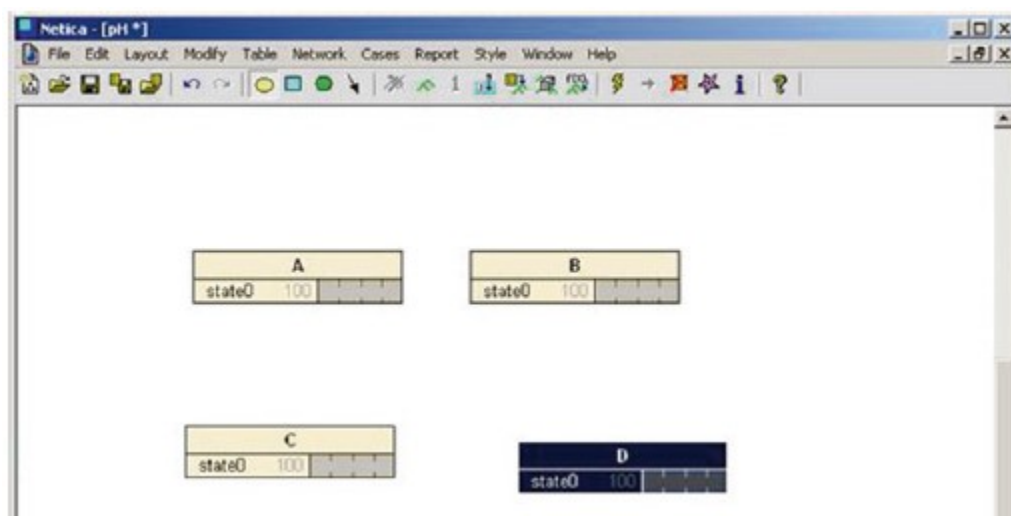 Netica - [pH *]
File Edit Layout Modify Table Network Cases Report Style Window Help
1
A
state0 100
B
state0 100
C
state0 100
D
state0 100